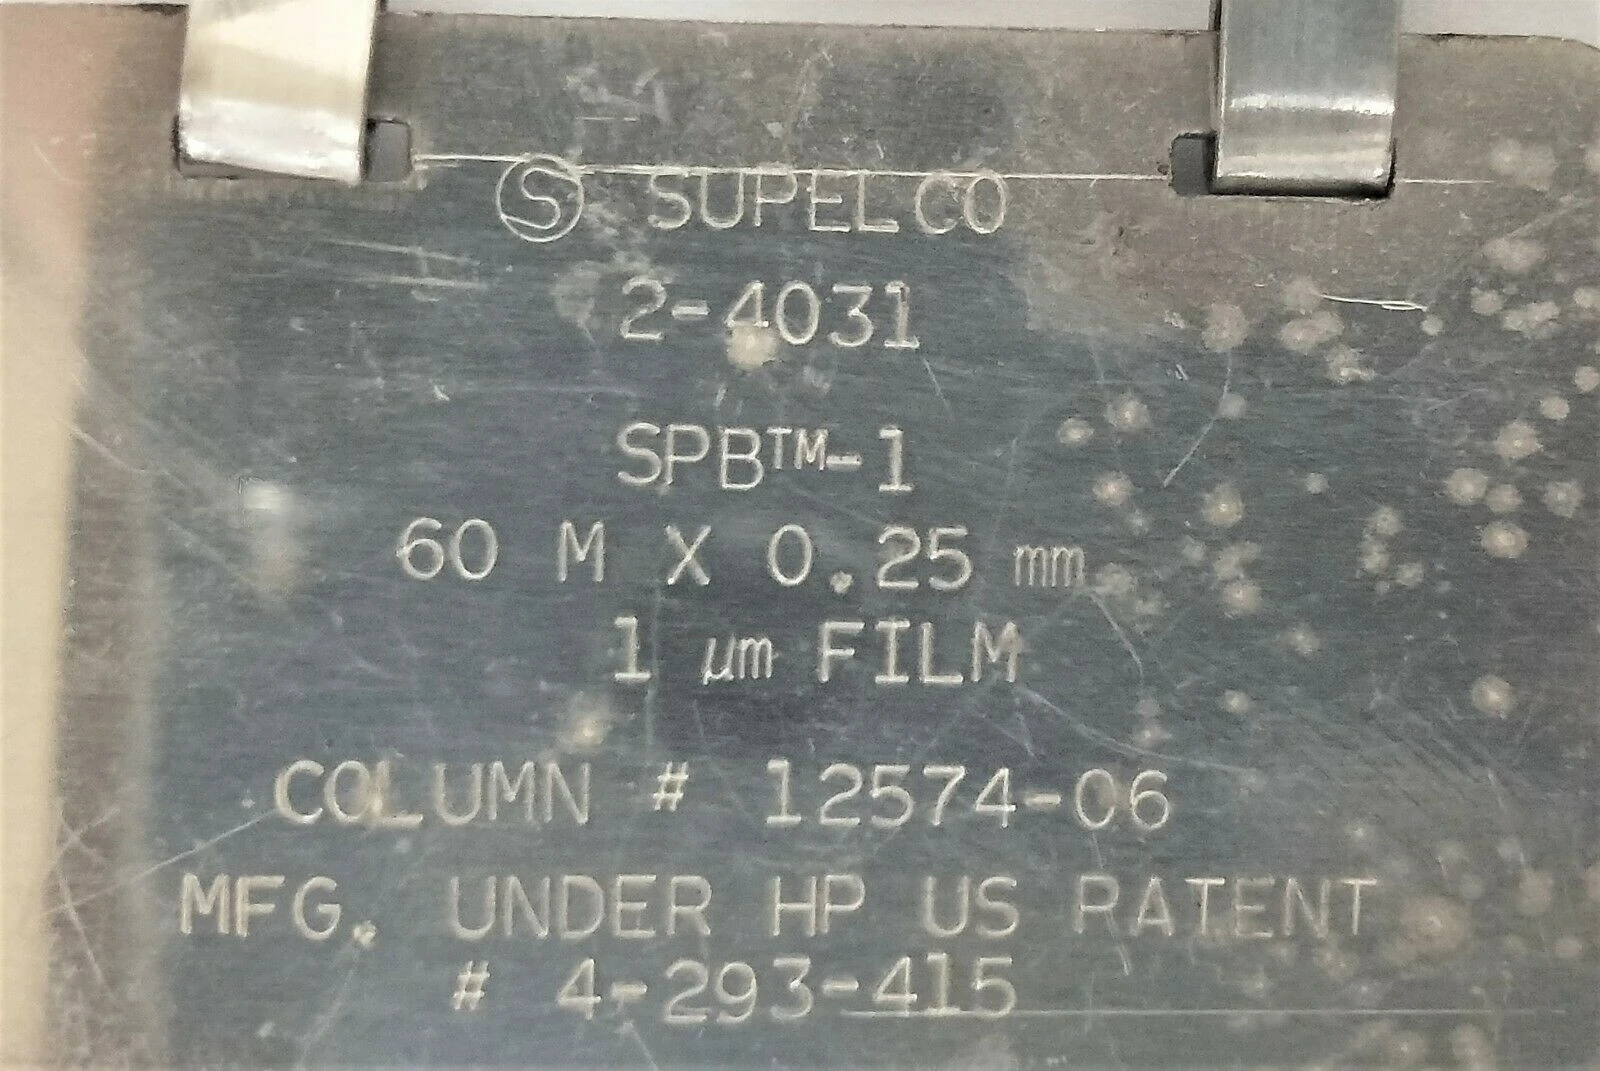 Ⓢ SUPELCO
2-4031
SPB™-1
60 M X 0.25 mm
1 µm FILM
COLUMN # 12574-06
MFG. UNDER HP US PATENT
# 4-293-415